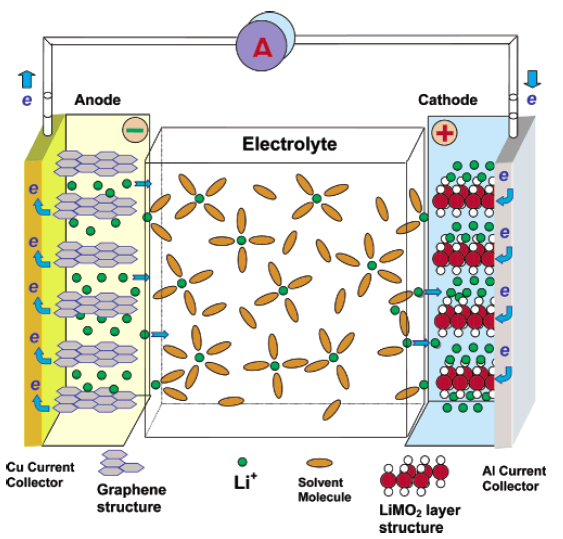 A
e
e
Anode
Cathode
−
+
Electrolyte
e
e
e
e
e
e
e
e
e
e
Cu Current
Collector
Graphene
structure
Li⁺
Solvent
Molecule
LiMO₂ layer
structure
Al Current
Collector